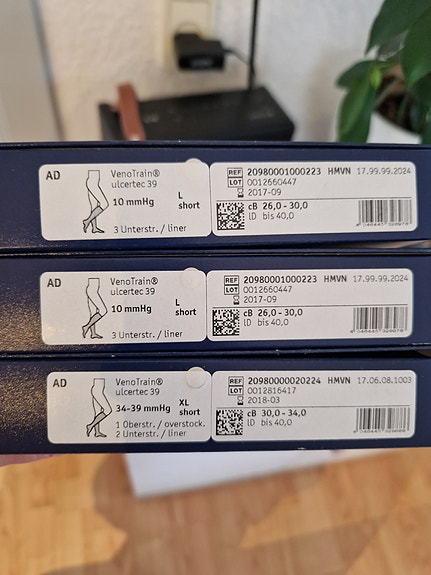 AD
VenoTrain®
ulcertec 39
10 mmHg
L
short
3 Unterstr. / liner
REF 20980001000223 HMVN 17.99.99.2024
LOT 0012660447
2017-09
cB 26,0 - 30,0
lD bis 40,0
AD
VenoTrain®
ulcertec 39
10 mmHg
L
short
3 Unterstr. / liner
REF 20980001000223 HMVN 17.99.99.2024
LOT 0012660447
2017-09
cB 26,0 - 30,0
lD bis 40,0
AD
VenoTrain®
ulcertec 39
34-39 mmHg
XL
short
1 Oberstr. / overstock.
2 Unterstr. / liner
REF 20980000020224 HMVN 17.06.08.1003
LOT 0012816417
2018-03
cB 30,0 - 34,0
lD bis 40,0